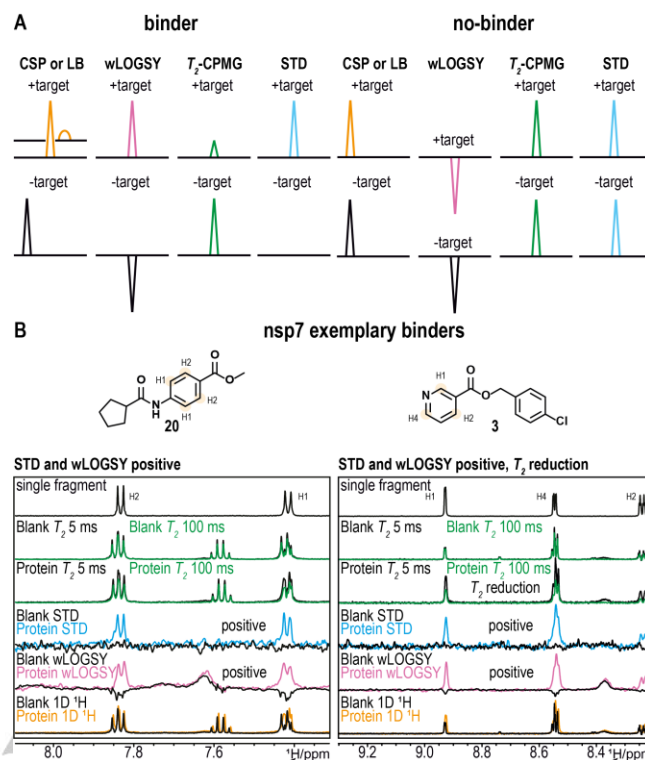 A
binder
no-binder
CSP or LB wLOGSY T2-CPMG STD CSP or LB wLOGSY T2-CPMG STD
+target +target +target +target +target +target +target
+target
-target -target -target -target -target -target -target
-target
B nsp7 exemplary binders
O
H2
O
O
H1
N
H
H2
H1
20
H1
O
N
O
H4
H2
Cl
3
STD and wLOGSY positive
single fragment
H2
H1
Blank T2 5 ms Blank T2 100 ms
Protein T2 5 ms Protein T2 100 ms
Blank STD
Protein STD positive
Blank wLOGSY
Protein wLOGSY positive
Blank 1D ¹H
Protein 1D ¹H
8.0 7.8 7.6 7.4 ¹H/ppm
STD and wLOGSY positive, T2 reduction
single fragment
H1
H4
H2
Blank T2 5 ms Blank T2 100 ms
Protein T2 5 ms Protein T2 100 ms
T2 reduction
Blank STD
Protein STD positive
Blank wLOGSY
Protein wLOGSY positive
Blank 1D ¹H
Protein 1D ¹H
9.2 9.0 8.8 8.6 8.4 ¹H/ppm